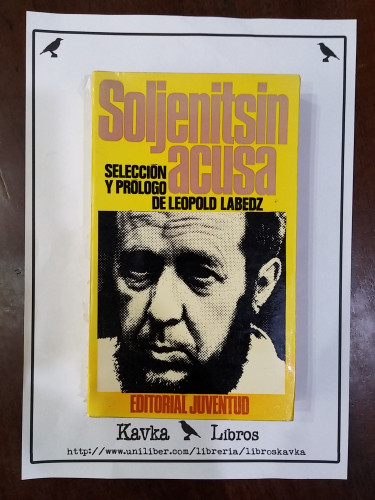 Soljenitsin
acusa
SELECCIÓN
Y PRÓLOGO
DE LEOPOLD LABEDZ
EDITORIAL JUVENTUD
Kavka Libros
http://www.uniliber.com/libreria/libroskavka